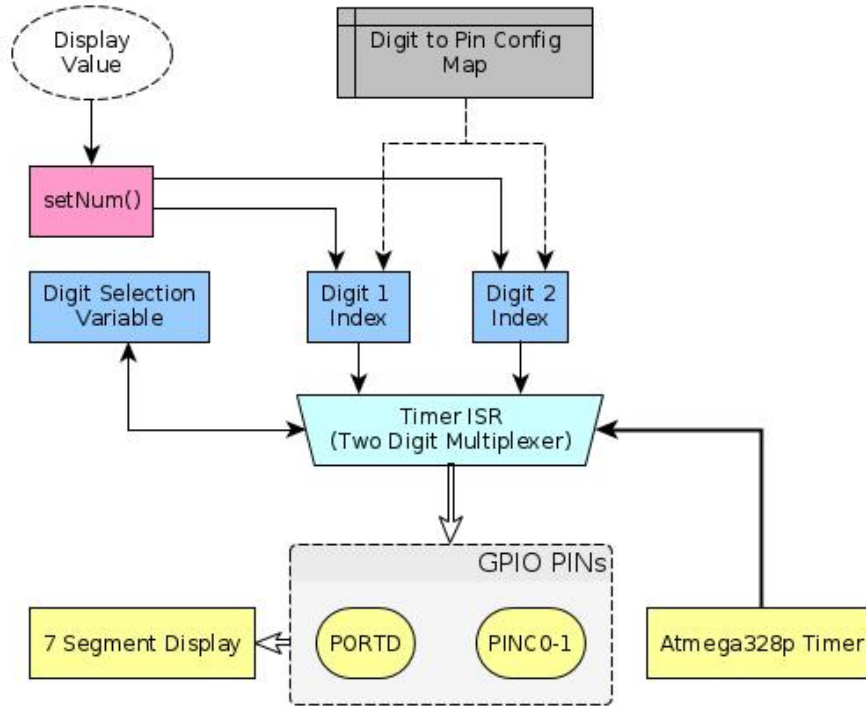 Display
Value
Digit to Pin Config
Map
setNum()
Digit Selection
Variable
Digit 1
Index
Digit 2
Index
Timer ISR
(Two Digit Multiplexer)
GPIO PINs
7 Segment Display
PORTD
PINC0-1
Atmega328p Timer